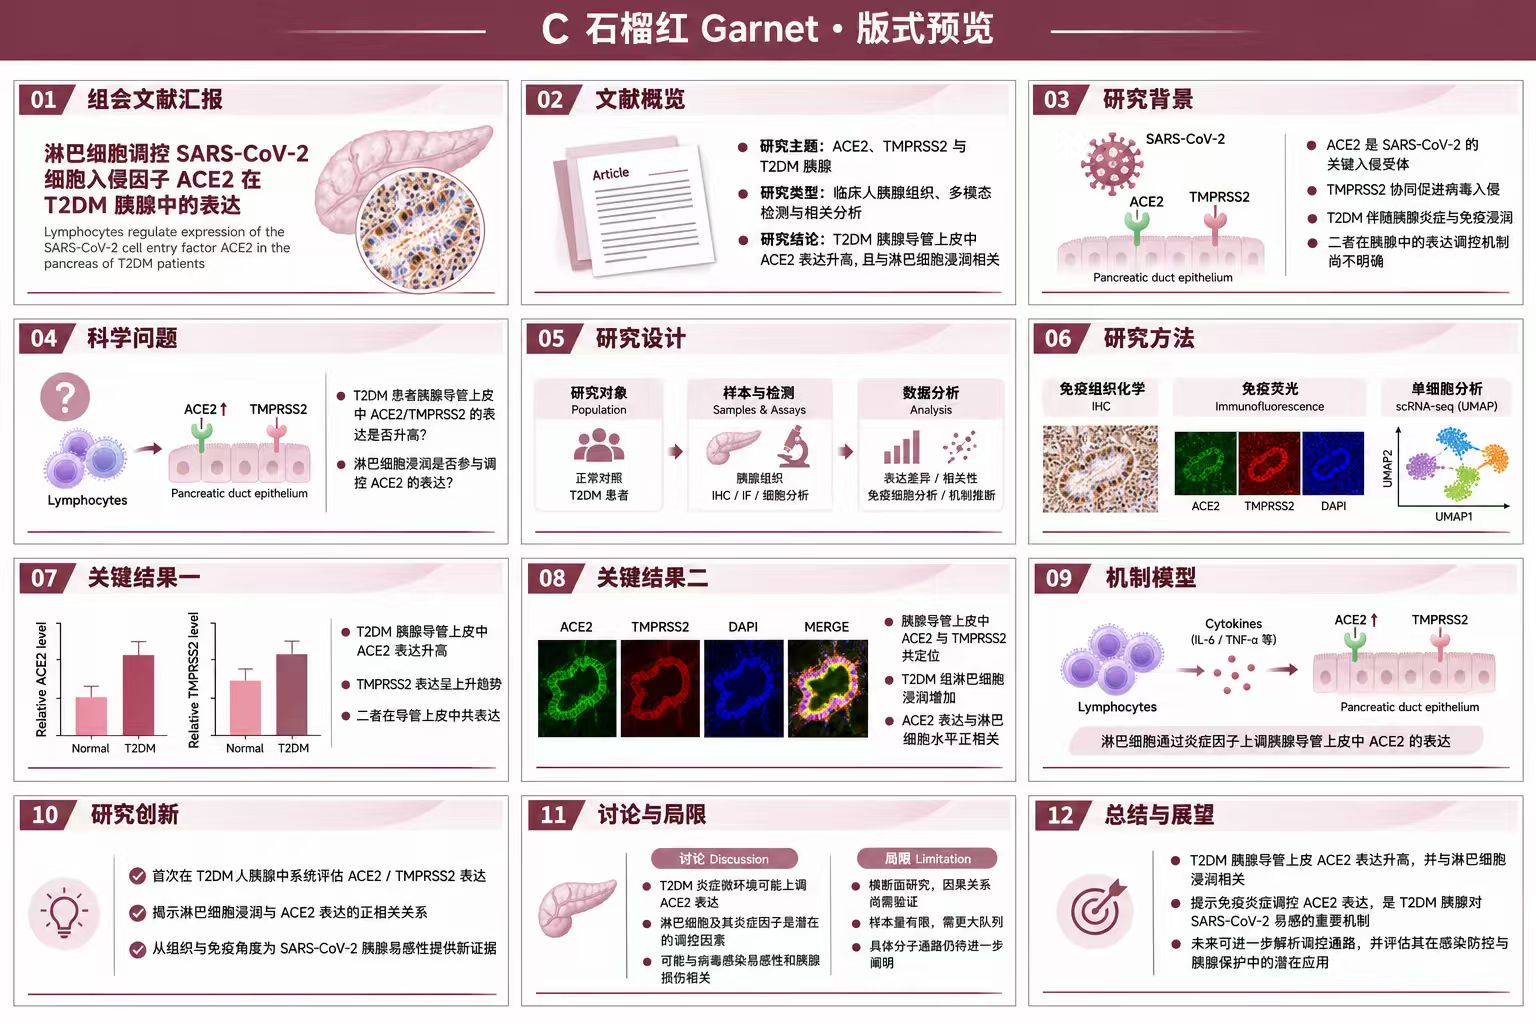 C 石榴红 Garnet · 版式预览
01 组会文献汇报
淋巴细胞调控 SARS-CoV-2
细胞入侵因子 ACE2 在
T2DM 胰腺中的表达
Lymphocytes regulate expression of the
SARS-CoV-2 cell entry factor ACE2 in the
pancreas of T2DM patients
02 文献概览
Article
研究主题：ACE2、TMPRSS2 与
T2DM 胰腺
研究类型：临床人胰腺组织、多模态
检测与相关分析
研究结论：T2DM 胰腺导管上皮中
ACE2 表达升高, 且与淋巴细胞浸润相关
03 研究背景
SARS-CoV-2
ACE2
TMPRSS2
Pancreatic duct epithelium
ACE2 是 SARS-CoV-2 的
关键入侵受体
TMPRSS2 协同促进病毒入侵
T2DM 伴随胰腺炎症与免疫浸润
二者在胰腺中的表达调控机制
尚不明确
04 科学问题
?
Lymphocytes
ACE2 ↑
TMPRSS2
Pancreatic duct epithelium
T2DM 患者胰腺导管上皮
中 ACE2/TMPRSS2 的表
达是否升高？
淋巴细胞浸润是否参与调
控 ACE2 的表达？
05 研究设计
研究对象
Population
正常对照
T2DM 患者
样本与检测
Samples & Assays
胰腺组织
IHC / IF / 细胞分析
数据分析
Analysis
表达差异 / 相关性
免疫细胞分析 / 机制推断
06 研究方法
免疫组织化学
IHC
免疫荧光
Immunofluorescence
ACE2
TMPRSS2
DAPI
单细胞分析
scRNA-seq (UMAP)
UMAP2
UMAP1
07 关键结果一
Relative ACE2 level
Normal
T2DM
Relative TMPRSS2 level
Normal
T2DM
T2DM 胰腺导管上皮中
ACE2 表达升高
TMPRSS2 表达呈上升趋势
二者在导管上皮中共表达
08 关键结果二
ACE2
TMPRSS2
DAPI
MERGE
胰腺导管上皮中
ACE2 与 TMPRSS2
共定位
T2DM 组淋巴细胞
浸润增加
ACE2 表达与淋巴
细胞水平正相关
09 机制模型
Lymphocytes
Cytokines
(IL-6 / TNF-α 等)
ACE2 ↑
TMPRSS2
Pancreatic duct epithelium
淋巴细胞通过炎症因子上调胰腺导管上皮中 ACE2 的表达
10 研究创新
首次在 T2DM人胰腺中系统评估 ACE2 / TMPRSS2 表达
揭示淋巴细胞浸润与 ACE2 表达的正相关关系
从组织与免疫角度为 SARS-CoV-2 胰腺易感性提供新证据
11 讨论与局限
讨论 Discussion
T2DM 炎症微环境可能上调
ACE2 表达
淋巴细胞及其炎症因子是潜在
的调控因素
可能与病毒感染易感性和胰腺
损伤相关
局限 Limitation
横断面研究，因果关系
尚需验证
样本量有限，需更大队列
具体分子通路仍待进一步
阐明
12 总结与展望
T2DM 胰腺导管上皮 ACE2 表达升高，并与淋巴细胞
浸润相关
提示免疫炎症调控 ACE2 表达，是 T2DM 胰腺对
SARS-CoV-2 易感的重要机制
未来可进一步解析调控通路，并评估其在感染防控与
胰腺保护中的潜在应用